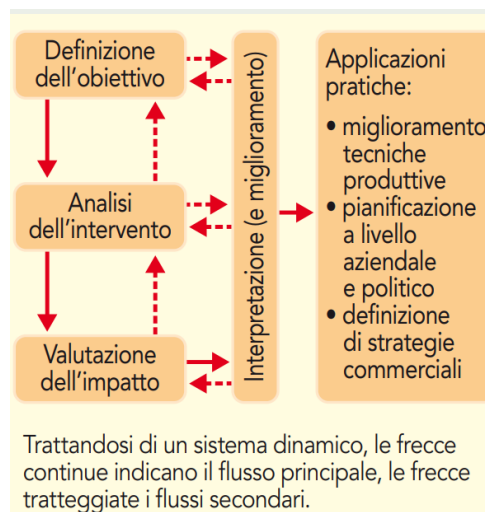 Definizione
dell'obiettivo
Analisi
dell'intervento
Valutazione
dell'impatto
Interpretazione (e miglioramento)
Applicazioni
pratiche:
• miglioramento
tecniche
produttive
• pianificazione
a livello
aziendale
e politico
• definizione
di strategie
commerciali
Trattandosi di un sistema dinamico, le frecce
continue indicano il flusso principale, le frecce
tratteggiate i flussi secondari.